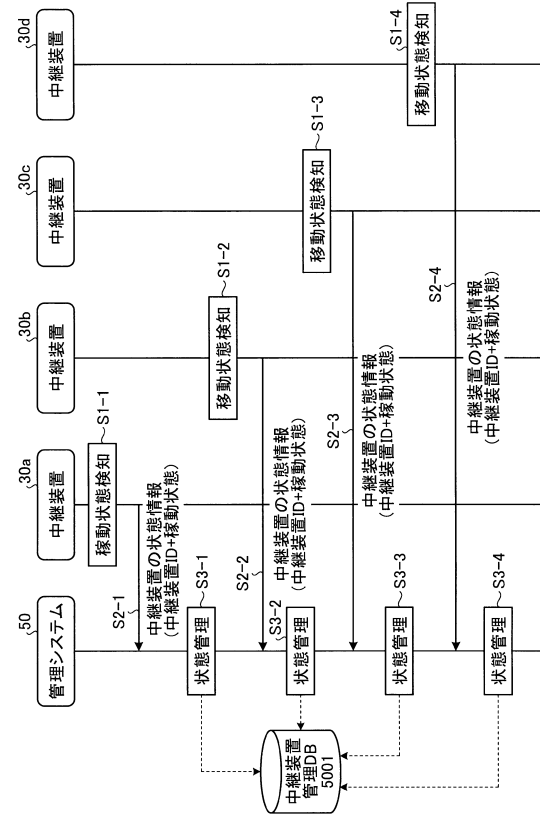 50
管理システム
30a
中継装置
30b
中継装置
30c
中継装置
30d
中継装置
稼動状態検知
S1-1
S2-1
中継装置の状態情報
(中継装置ID+稼動状態)
状態管理
S3-1
移動状態検知
S1-2
S2-2
中継装置の状態情報
(中継装置ID+稼動状態)
S3-2
状態管理
移動状態検知
S1-3
S2-3
中継装置の状態情報
(中継装置ID+稼動状態)
状態管理
S3-3
移動状態検知
S1-4
S2-4
中継装置の状態情報
(中継装置ID+稼動状態)
状態管理
S3-4
中継装置
管理DB
5001